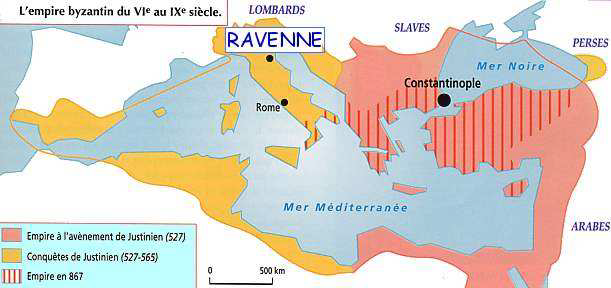 L'empire byzantin du VIe au IXe siècle.
LOMBARDS
SLAVES
PERSES
RAVENNE
Mer Noire
Constantinople
Rome
Mer Méditerranée
ARABES
Empire à l'avènement de Justinien (527)
Conquêtes de Justinien (527-565)
Empire en 867
0 500 km